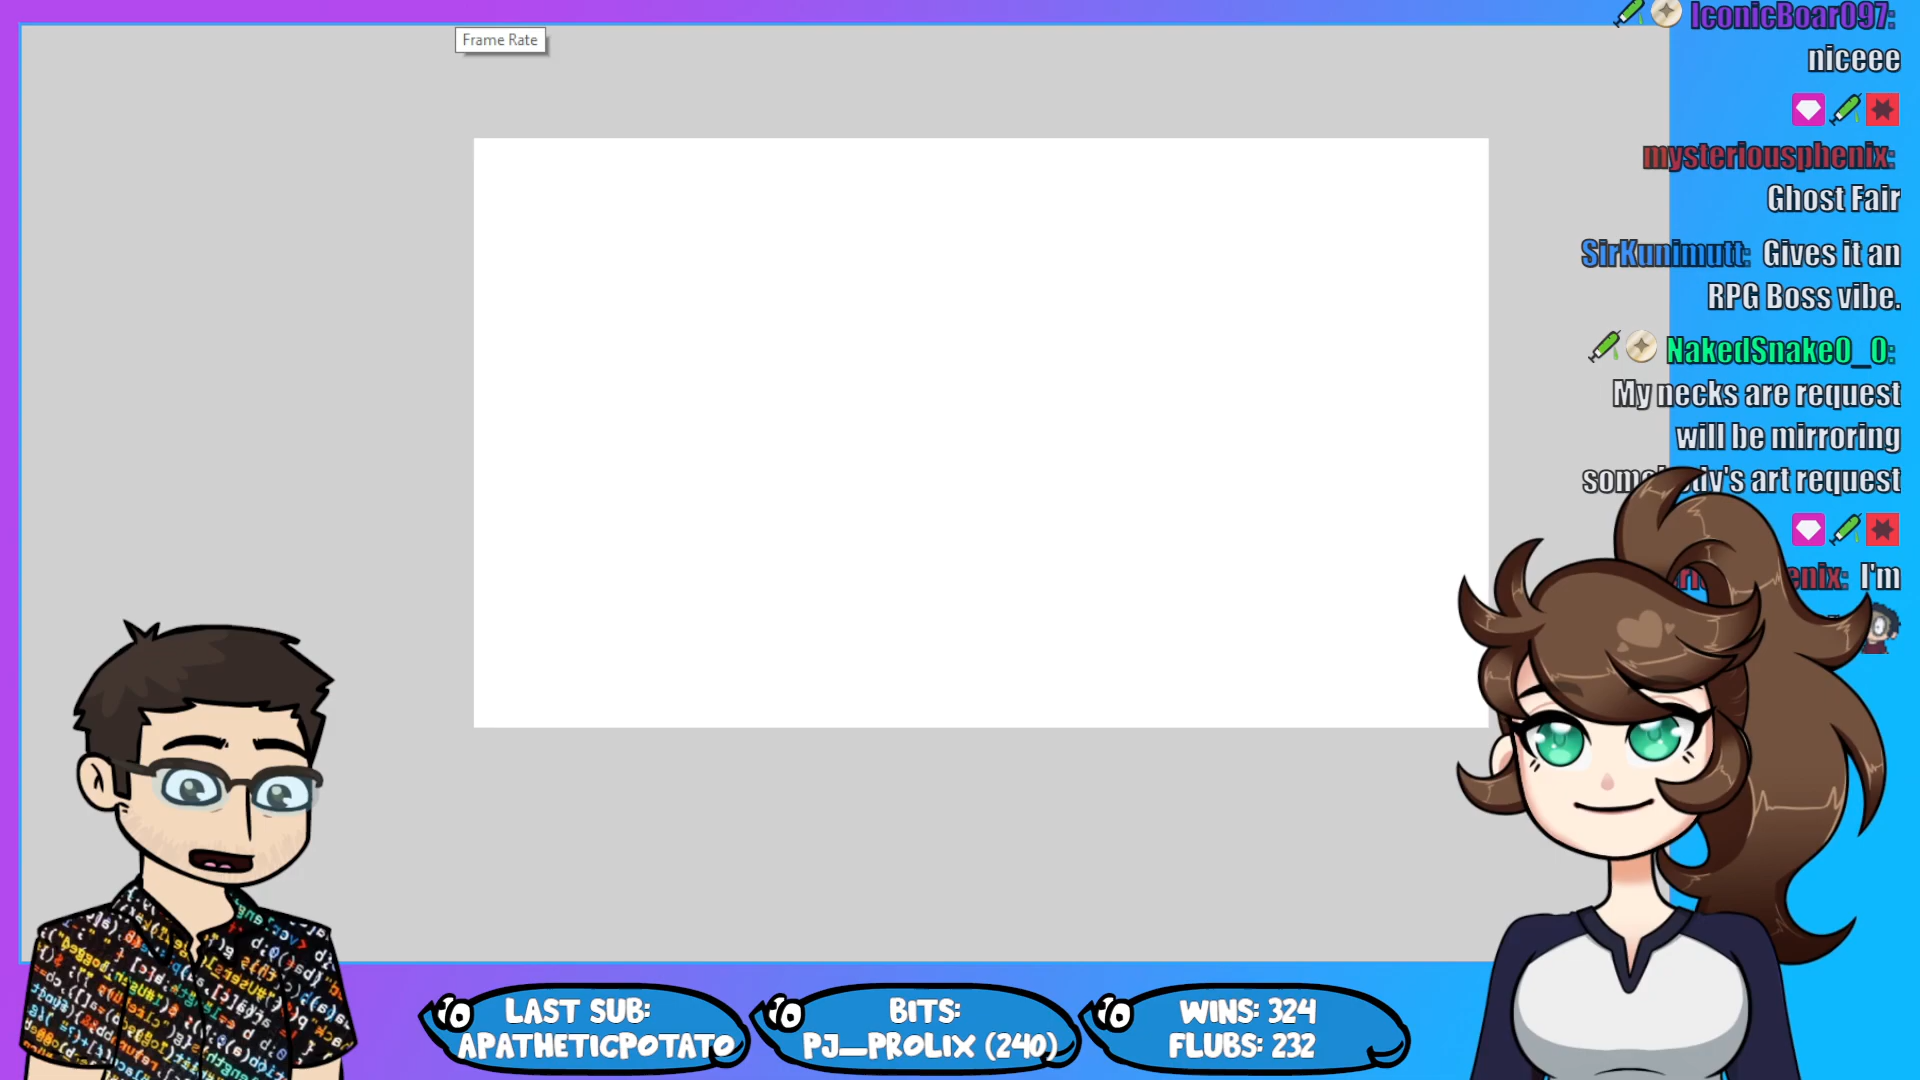 Frame Rate
IconicBoar097:
niceee
mysteriousphenix:
Ghost Fair
SirKunimutt: Gives it an
RPG Boss vibe.
NakedSnake0_0:
My necks are request
will be mirroring
art request
I'm
LAST SUB:
APATHETICPOTATO
BITS:
PJ_PROLIX (240)
WINS: 324
FLUBS: 232